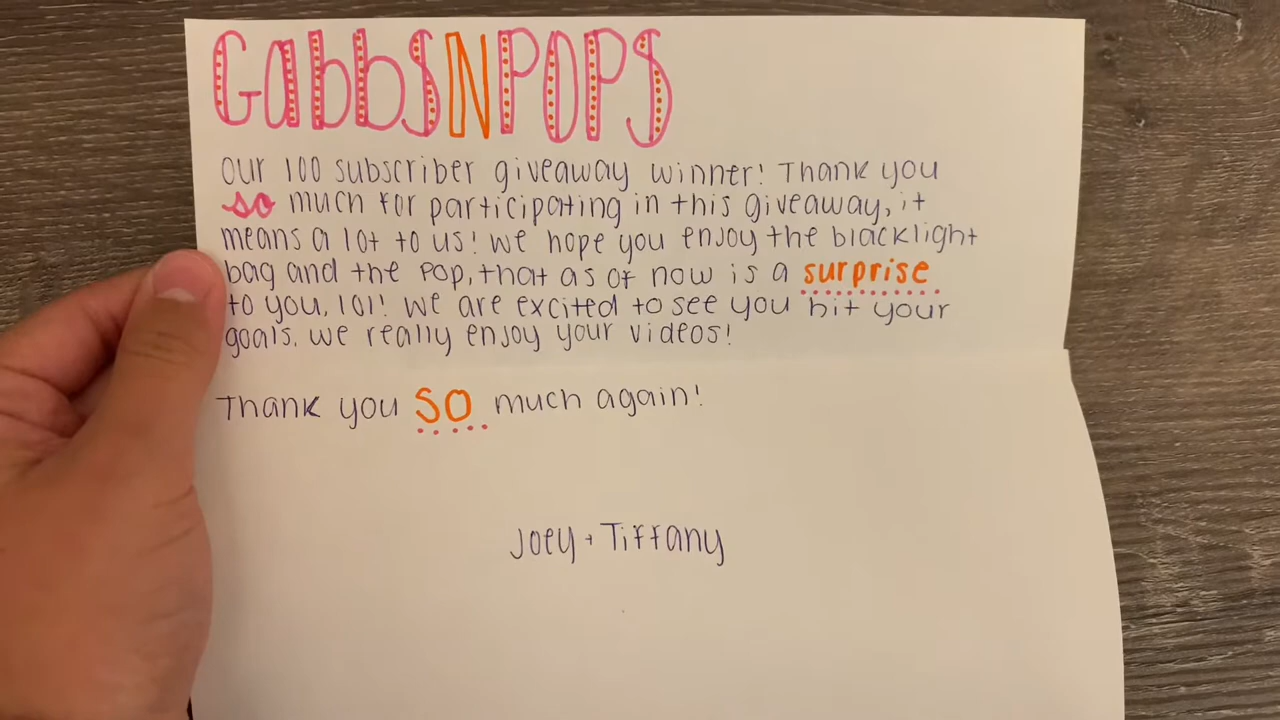 GabbSNPOPS
our 100 subscriber giveaway winner! Thank you
so much for participating in this giveaway, it
means a lot to us! we hope you enjoy the blacklight
bag and the pop, that as of now is a surprise
to you, lol! we are excited to see you hit your
goals. we really enjoy your videos!
Thank you SO much again!
Joey + Tiffany